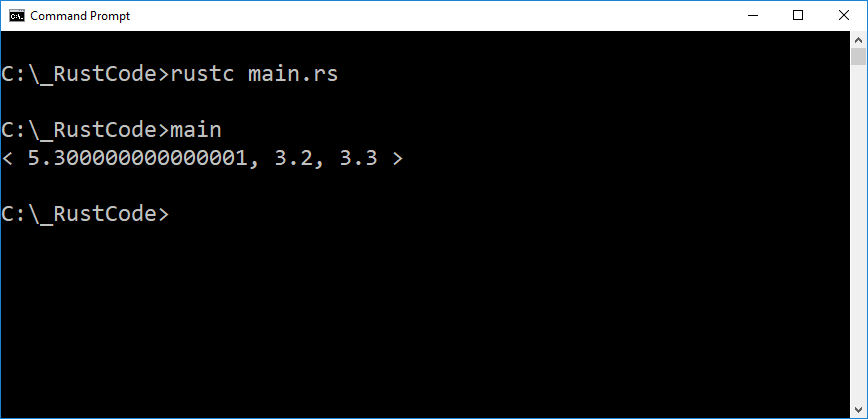 Command Prompt
C:\_RustCode>rustc main.rs
C:\_RustCode>main
< 5.300000000000001, 3.2, 3.3 >
C:\_RustCode>